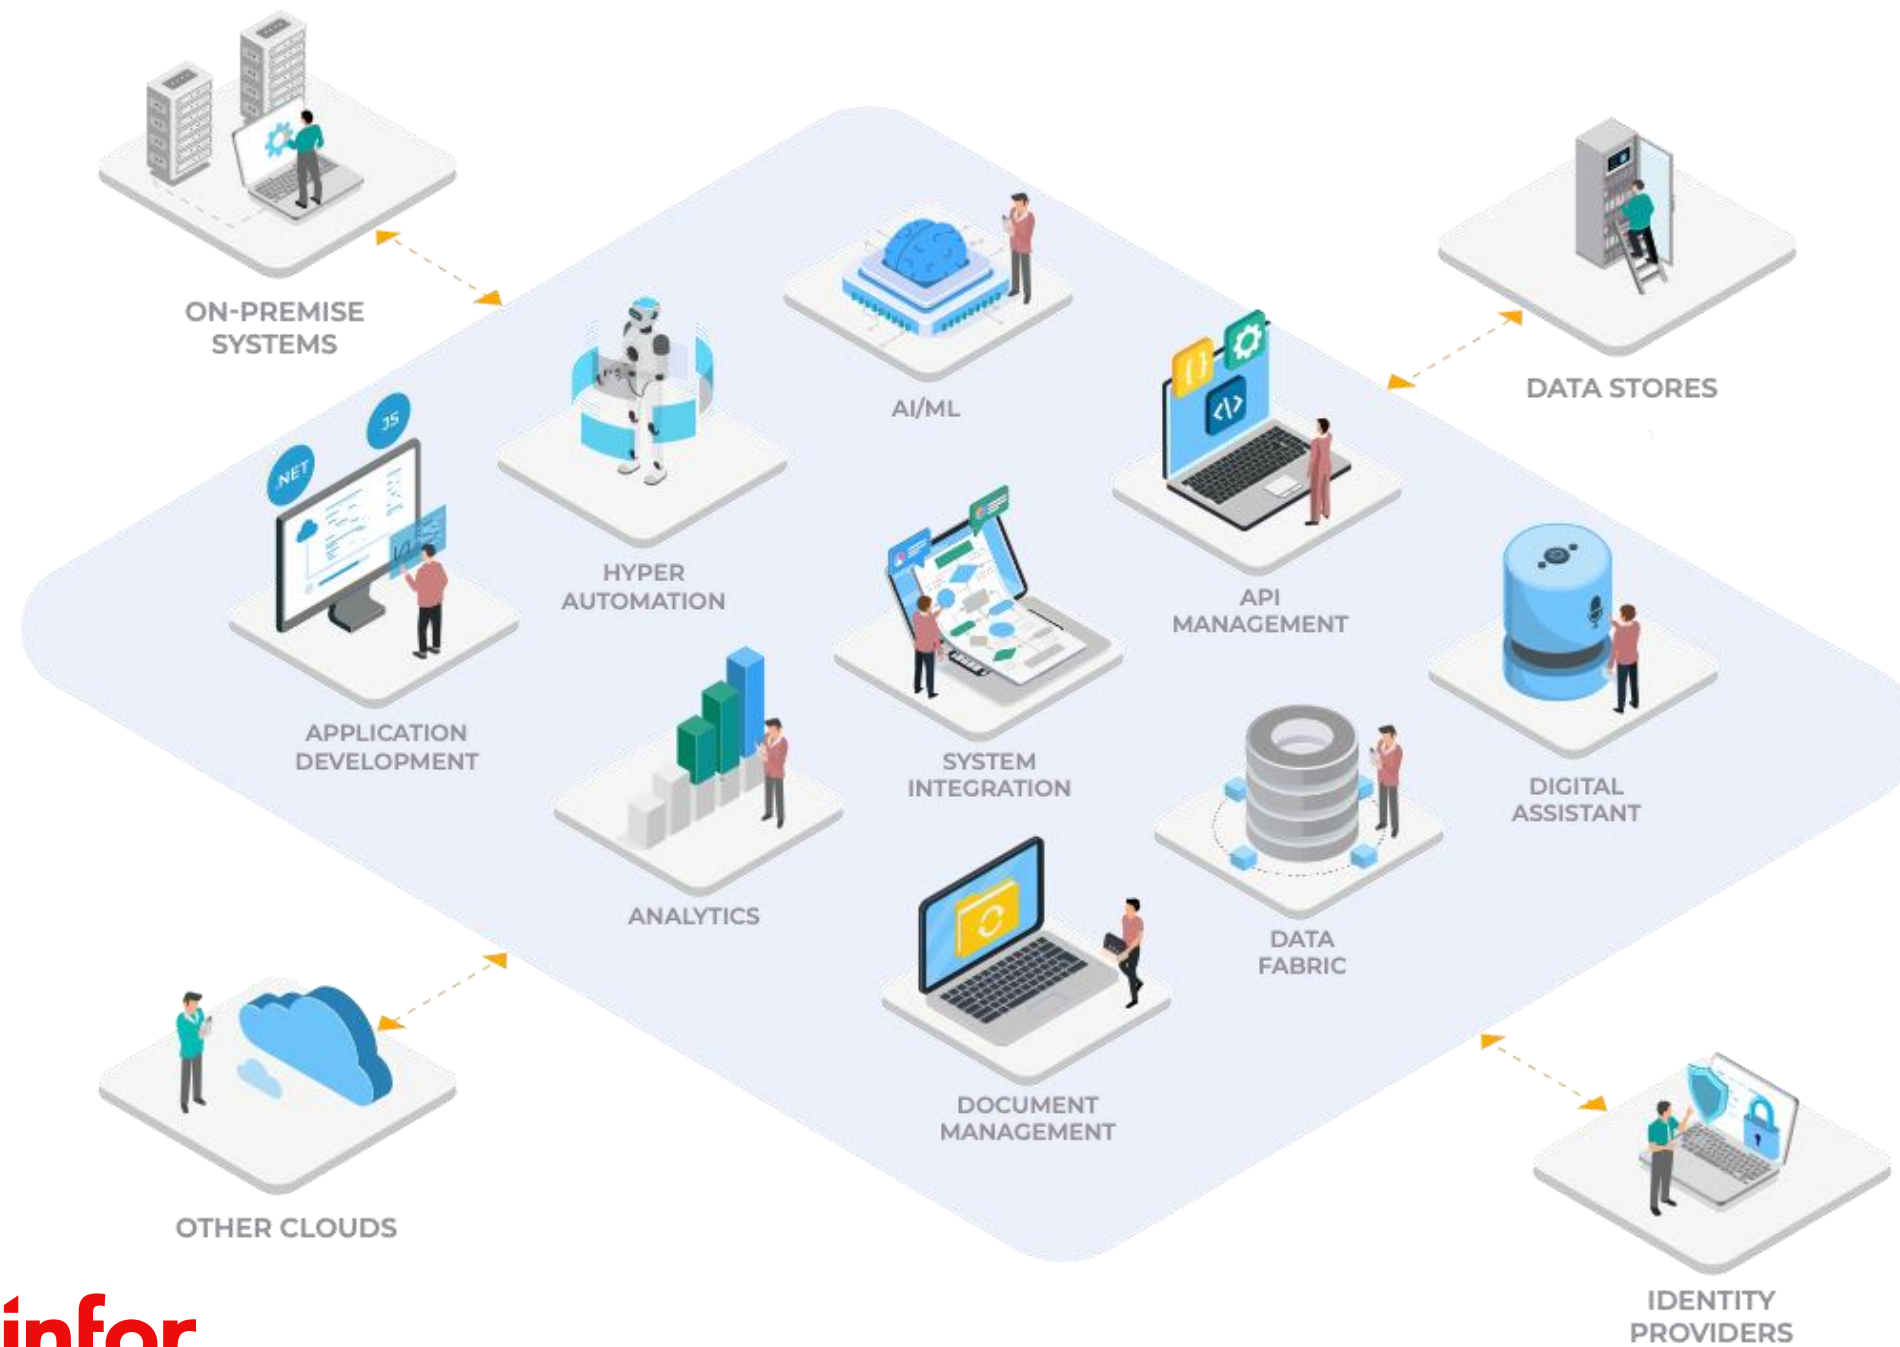 ON-PREMISE
SYSTEMS
DATA STORES
AI/ML
JS
.NET
HYPER
AUTOMATION
API
MANAGEMENT
APPLICATION
DEVELOPMENT
SYSTEM
INTEGRATION
DIGITAL
ASSISTANT
ANALYTICS
DATA
FABRIC
DOCUMENT
MANAGEMENT
OTHER CLOUDS
IDENTITY
PROVIDERS
infor